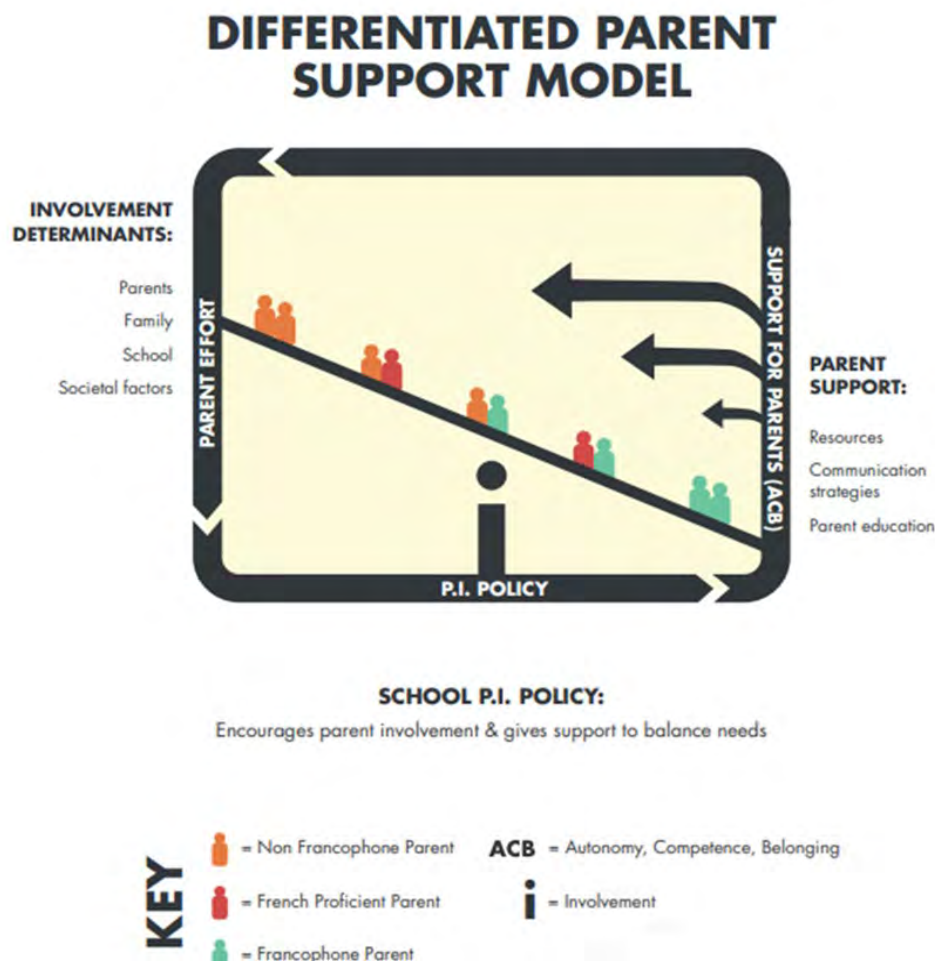 DIFFERENTIATED PARENT
SUPPORT MODEL
INVOLVEMENT
DETERMINANTS:
Parents
Family
School
Societal factors
PARENT EFFORT
SUPPORT FOR PARENTS (ACB)
PARENT
SUPPORT:
Resources
Communication
strategies
Parent education
i
P.I. POLICY
SCHOOL P.I. POLICY:
Encourages parent involvement & gives support to balance needs
KEY
= Non Francophone Parent
= French Proficient Parent
= Francophone Parent
ACB = Autonomy, Competence, Belonging
i = Involvement